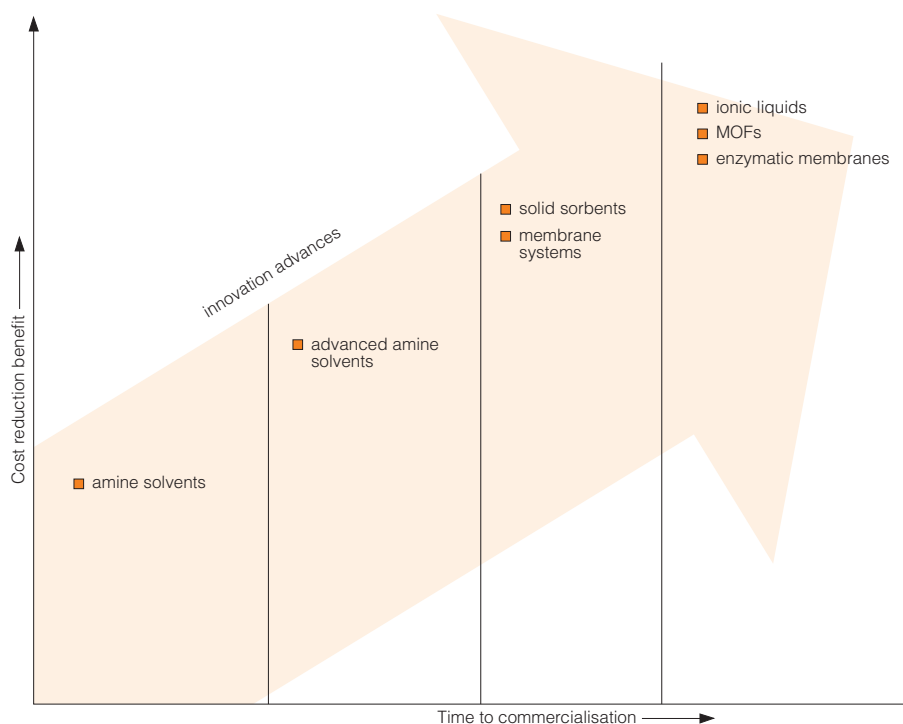 ionic liquids
MOFs
enzymatic membranes
solid sorbents
membrane
systems
innovation advances
advanced amine
solvents
amine solvents
Cost reduction benefit
Time to commercialisation